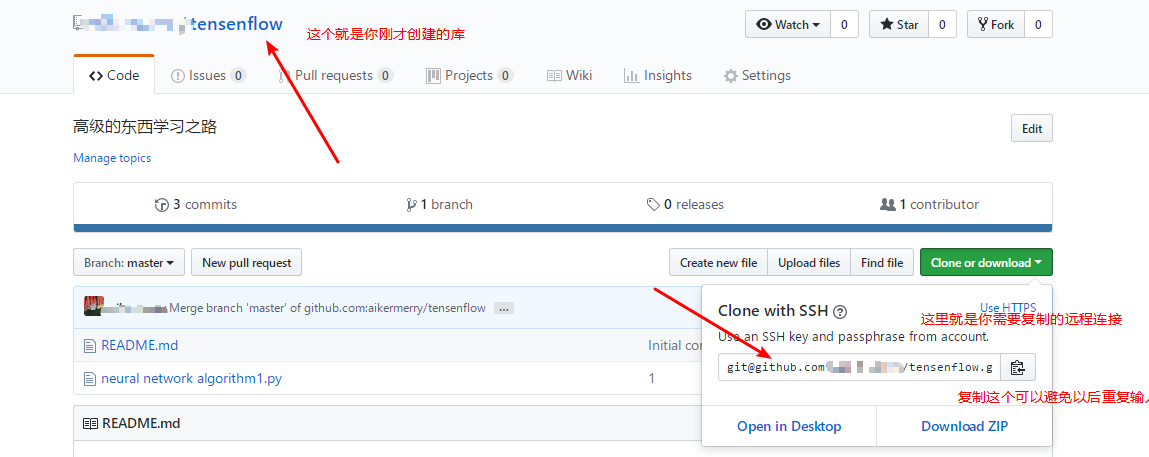 /tensenflow
这个就是你刚才创建的库
Watch 0 Star 0 Fork 0
Code Issues 0 Pull requests 0 Projects 0 Wiki Insights Settings
高级的东西学习之路
Edit
Manage topics
3 commits 1 branch 0 releases 1 contributor
Branch: master New pull request Create new file Upload files Find file Clone or download
Merge branch 'master' of github.com:aikermerry/tensenflow ...
Clone with SSH ? Use HTTPS
这里就是你需要复制的远程连接
Use an SSH key and passphrase from account.
README.md Initial com
git@github.com /tensenflow.g
neural network algorithm1.py 1
复制这个可以避免以后重复输入
README.md
Open in Desktop Download ZIP